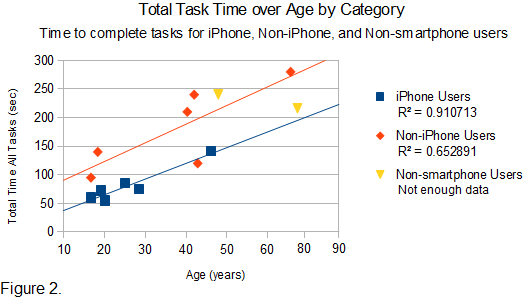 Total Task Time over Age by Category
Time to complete tasks for iPhone, Non-iPhone, and Non-smartphone users
Total Time All Tasks (sec)
300
250
200
150
100
50
0
10 20 30 40 50 60 70 80 90
Age (years)
iPhone Users
R² = 0.910713
Non-iPhone Users
R² = 0.652891
Non-smartphone Users
Not enough data
Figure 2.